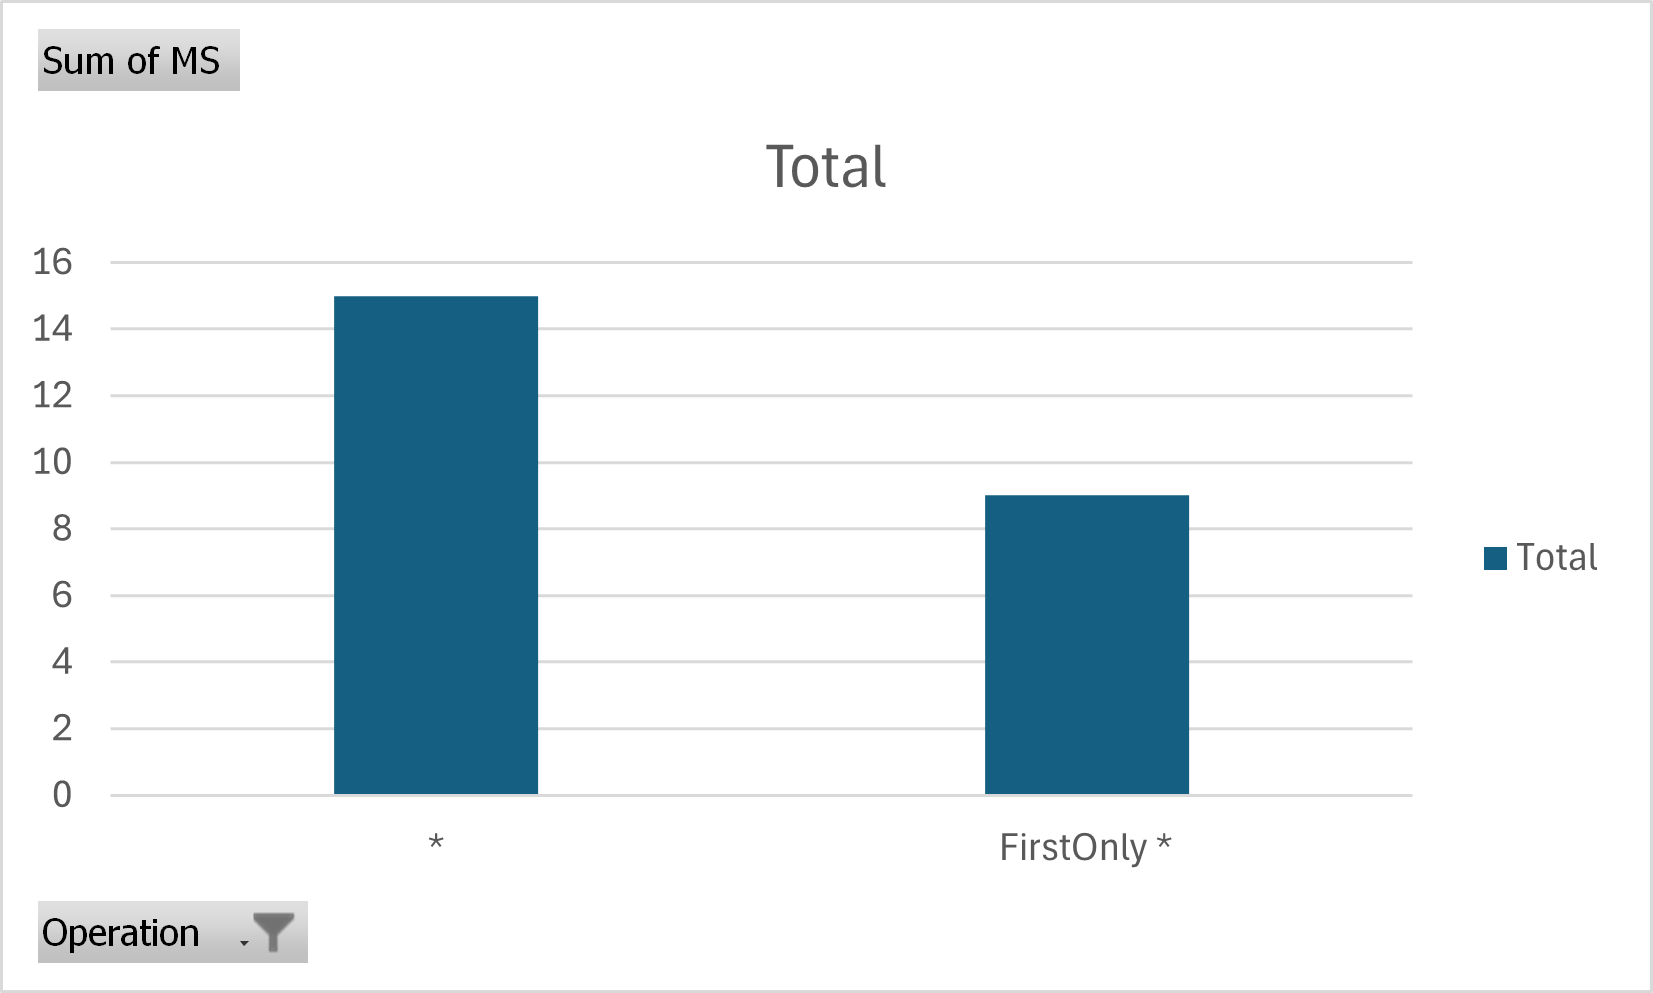 Sum of MS
Total
16
14
12
10
8
6
4
2
0
Total
*
FirstOnly *
Operation